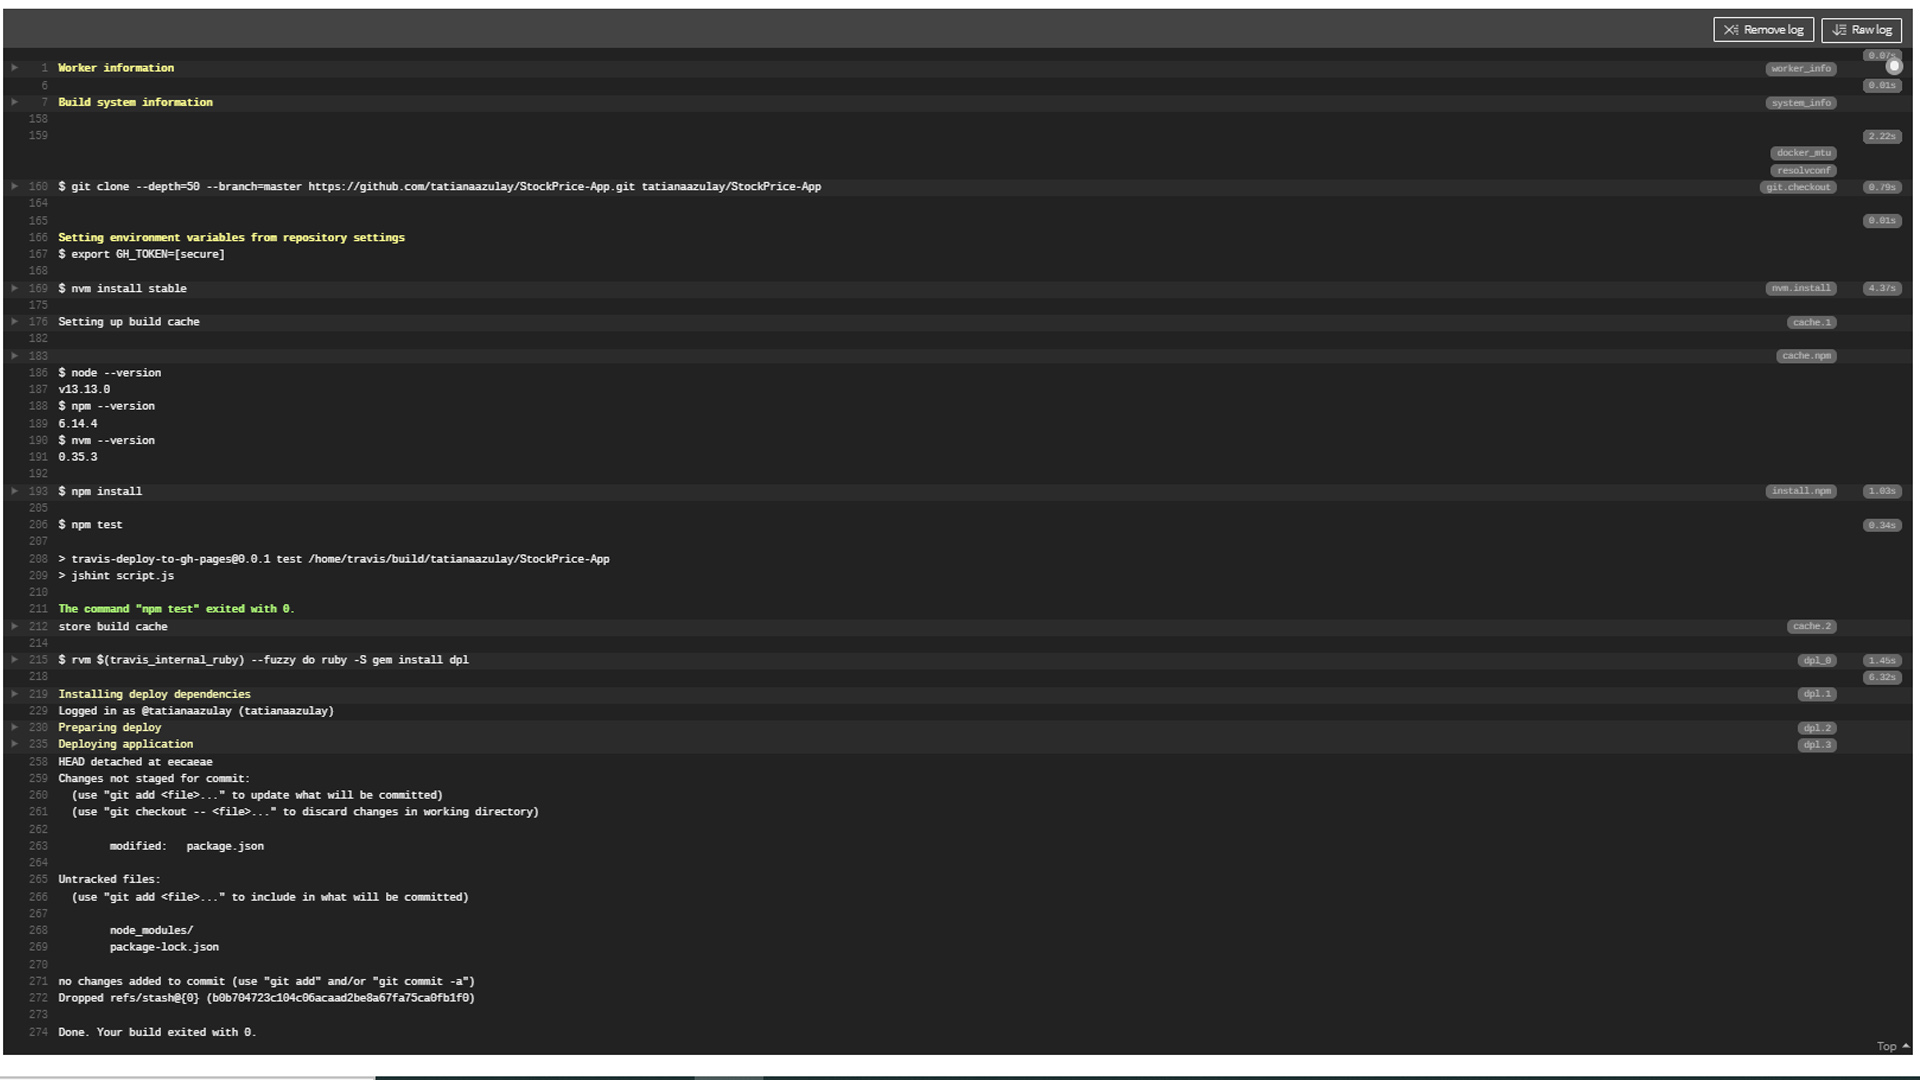 Remove log
Raw log
0.07s
1 Worker information worker_info
6 0.01s
7 Build system information system_info
158
159 2.22s
docker_mtu
resolvconf
160 $ git clone --depth=50 --branch=master https://github.com/tatianaazulay/StockPrice-App.git tatianaazulay/StockPrice-App git.checkout 0.79s
164
165 0.01s
166 Setting environment variables from repository settings
167 $ export GH_TOKEN=[secure]
168
169 $ nvm install stable nvm.install 4.37s
175
176 Setting up build cache cache.1
182
183 cache.npm
186 $ node --version
187 v13.13.0
188 $ npm --version
189 6.14.4
190 $ nvm --version
191 0.35.3
192
193 $ npm install install.npm 1.03s
205
206 $ npm test 0.34s
207
208 > travis-deploy-to-gh-pages@0.0.1 test /home/travis/build/tatianaazulay/StockPrice-App
209 > jshint script.js
210
211 The command "npm test" exited with 0.
212 store build cache cache.2
214
215 $ rvm $(travis_internal_ruby) --fuzzy do ruby -S gem install dpl dpl_0 1.45s
218 6.32s
219 Installing deploy dependencies dpl.1
229 Logged in as @tatianaazulay (tatianaazulay)
230 Preparing deploy dpl.2
235 Deploying application dpl.3
258 HEAD detached at eecaeae
259 Changes not staged for commit:
260 (use "git add <file>..." to update what will be committed)
261 (use "git checkout -- <file>..." to discard changes in working directory)
262
263 modified: package.json
264
265 Untracked files:
266 (use "git add <file>..." to include in what will be committed)
267
268 node_modules/
269 package-lock.json
270
271 no changes added to commit (use "git add" and/or "git commit -a")
272 Dropped refs/stash@{0} (b0b704723c104c06acaad2be8a67fa75ca0fb1f0)
273
274 Done. Your build exited with 0.
Top